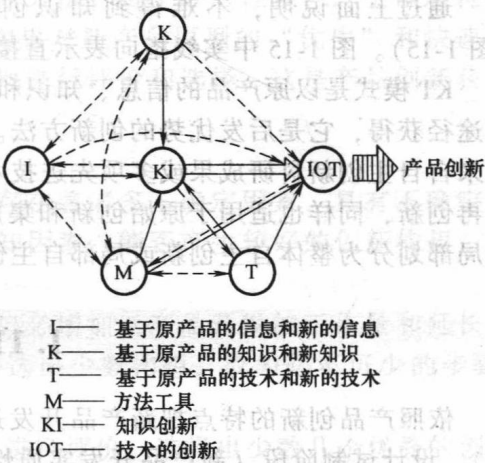 K
I
KI
IOT
产品创新
M
T
I—— 基于原产品的信息和新的信息
K—— 基于原产品的知识和新知识
T—— 基于原产品的技术和新的技术
M—— 方法工具
KI—— 知识创新
IOT—— 技术的创新